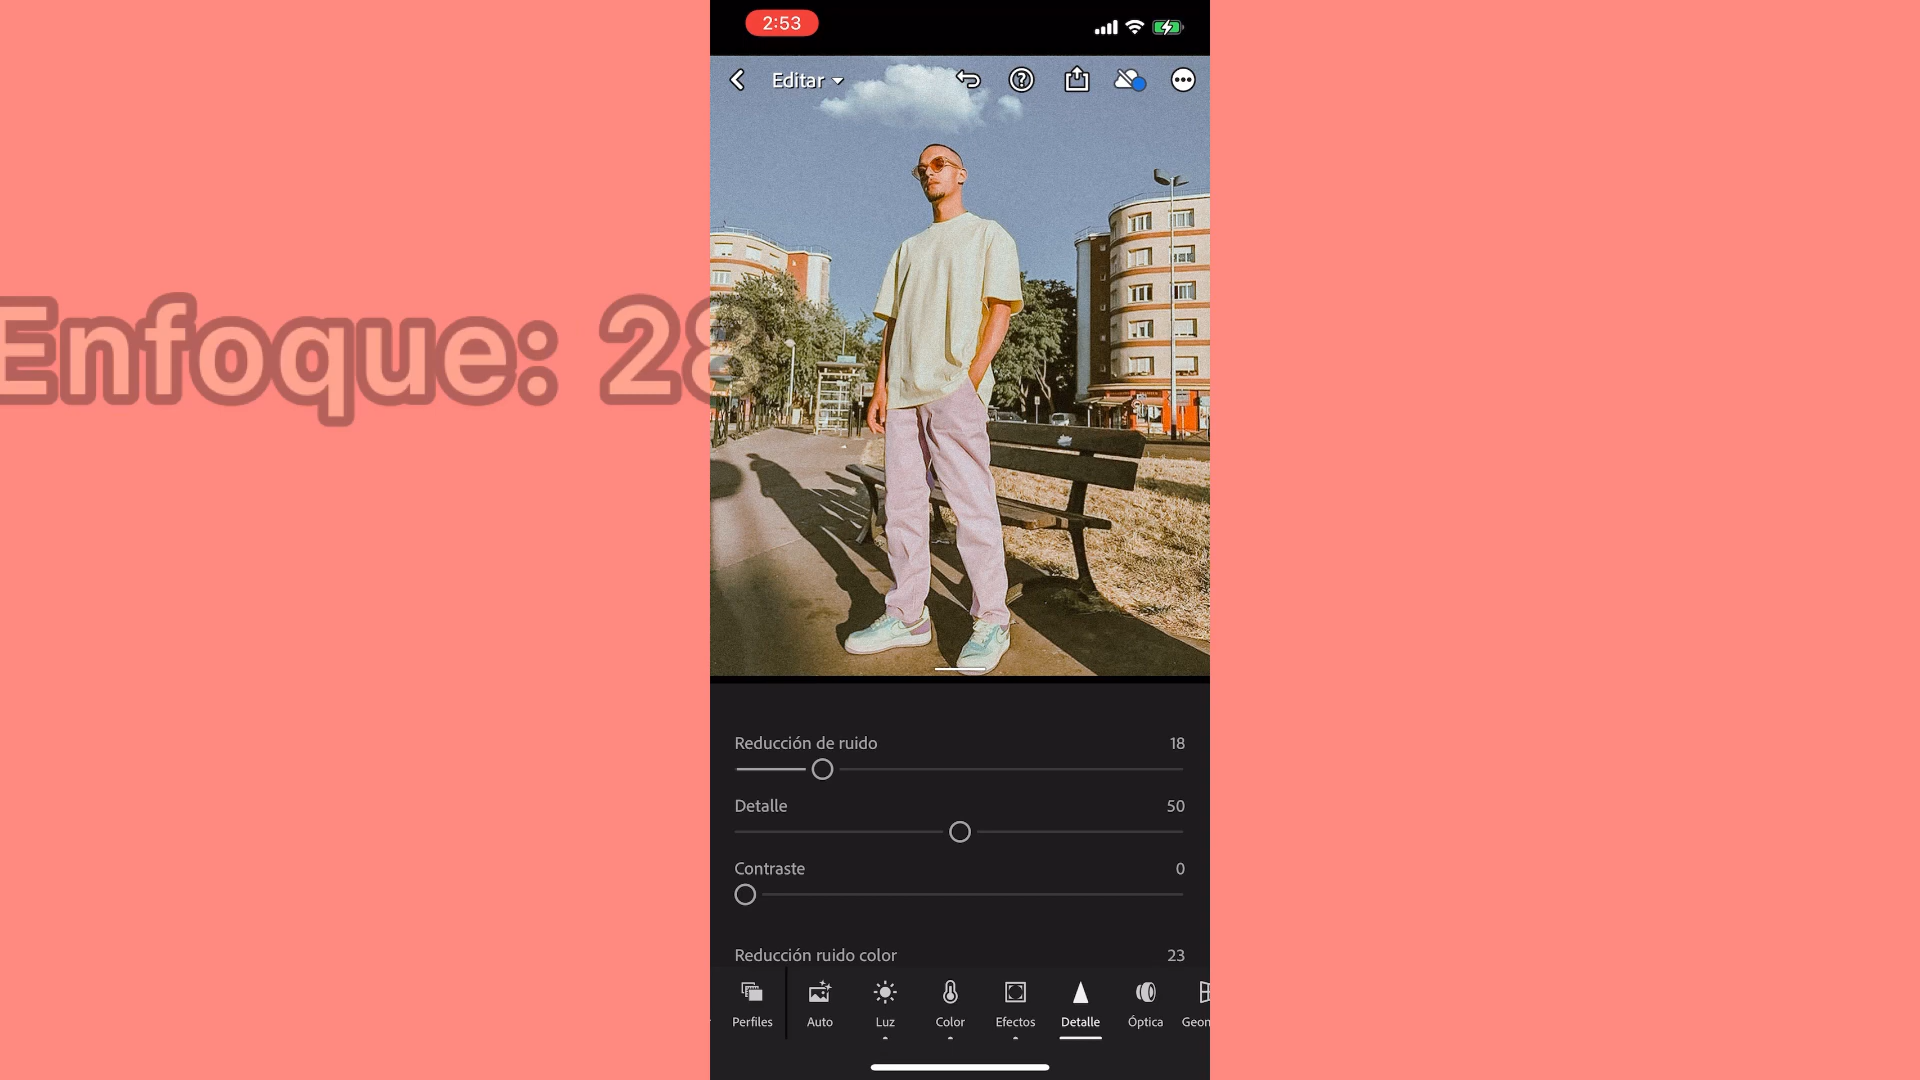 2:53
Editar
Enfoque: 28
Reducción de ruido 18
Detalle 50
Contraste 0
Reducción ruido color 23
Perfiles Auto Luz Color Efectos Detalle Óptica Geon